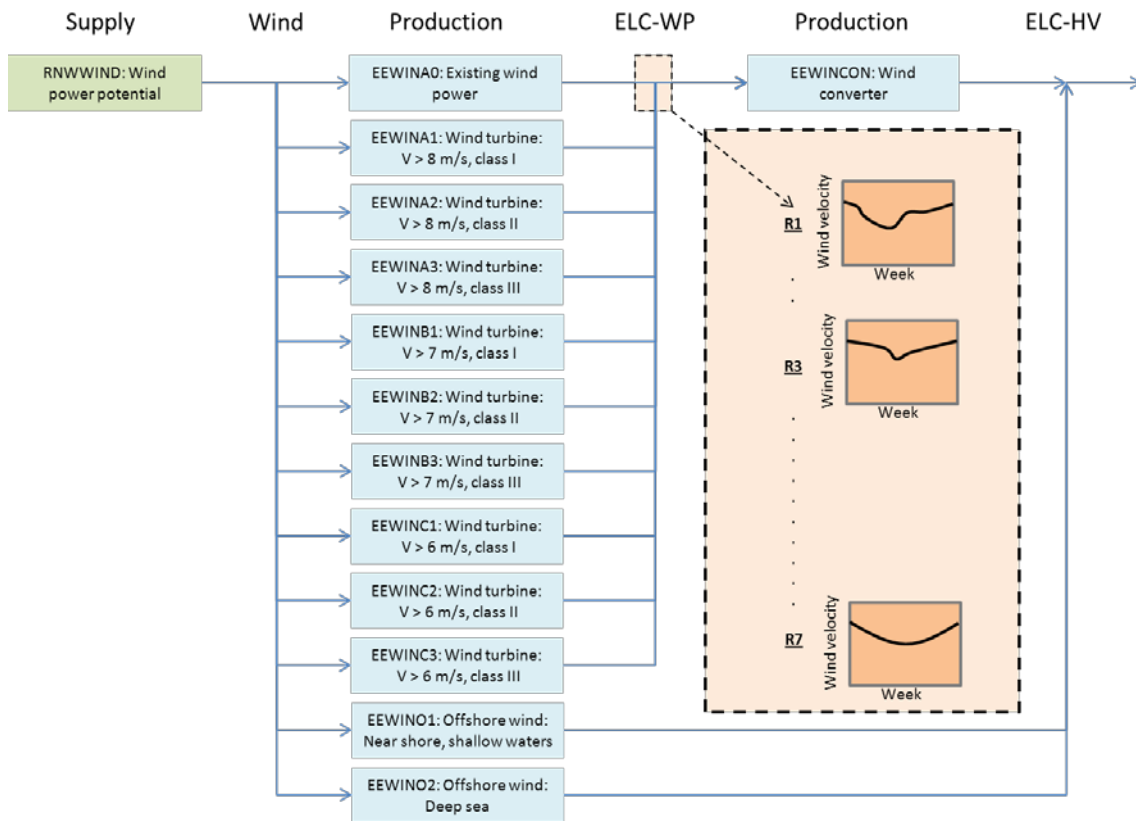 Supply
Wind
Production
ELC-WP
Production
ELC-HV
RNWWIND: Wind
power potential
EEWINA0: Existing wind
power
EEWINCON: Wind
converter
EEWINA1: Wind turbine:
V > 8 m/s, class I
EEWINA2: Wind turbine:
V > 8 m/s, class II
EEWINA3: Wind turbine:
V > 8 m/s, class III
EEWINB1: Wind turbine:
V > 7 m/s, class I
EEWINB2: Wind turbine:
V > 7 m/s, class II
EEWINB3: Wind turbine:
V > 7 m/s, class III
EEWINC1: Wind turbine:
V > 6 m/s, class I
EEWINC2: Wind turbine:
V > 6 m/s, class II
EEWINC3: Wind turbine:
V > 6 m/s, class III
EEWINO1: Offshore wind:
Near shore, shallow waters
EEWINO2: Offshore wind:
Deep sea
R1
Wind velocity
Week
R3
Wind velocity
Week
R7
Wind velocity
Week